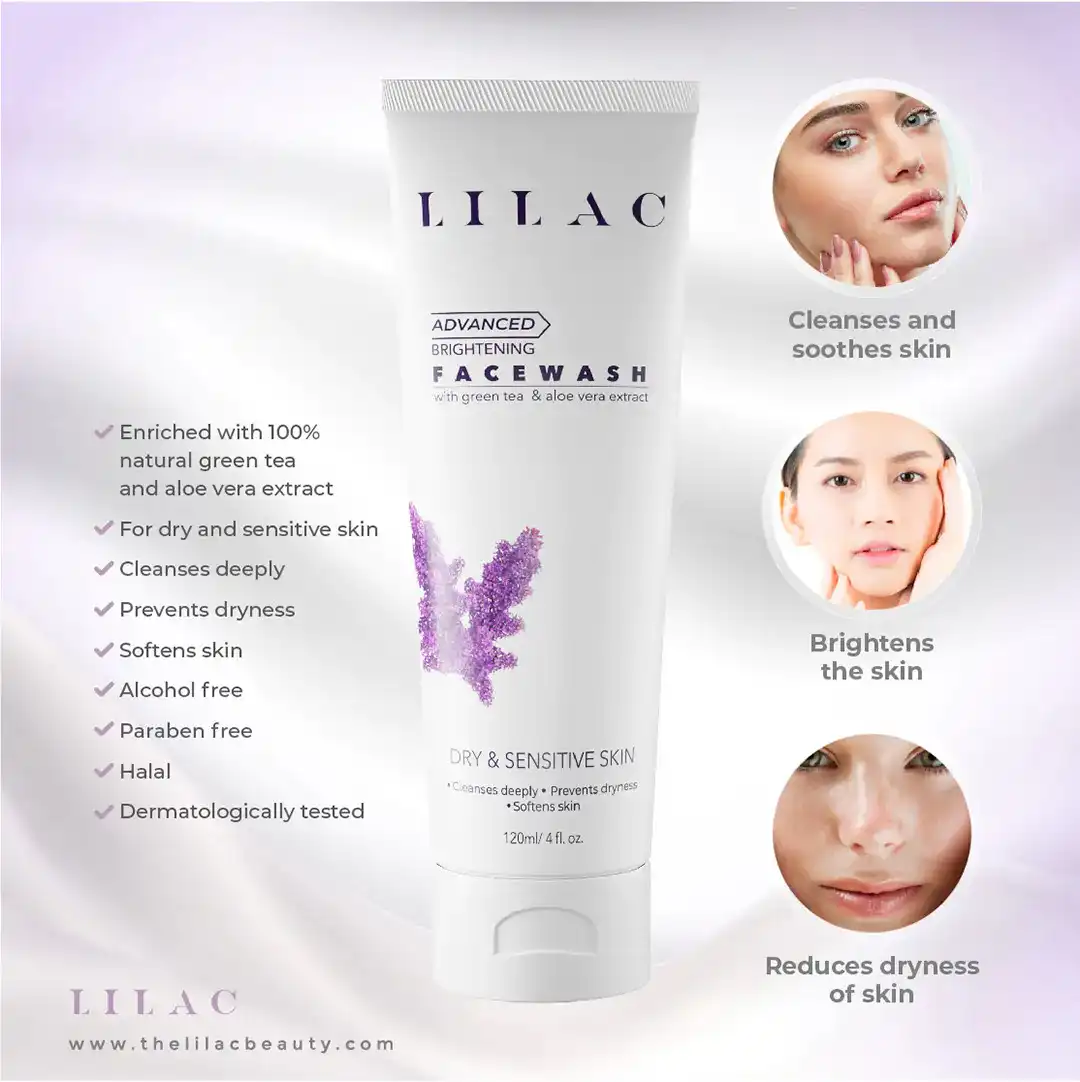 LILAC
ADVANCED
BRIGHTENING
FACEWASH
with green tea & aloe vera extract
DRY & SENSITIVE SKIN
• Cleanses deeply • Prevents dryness
• Softens skin
120ml/ 4 fl. oz.
Enriched with 100%
natural green tea
and aloe vera extract
For dry and sensitive skin
Cleanses deeply
Prevents dryness
Softens skin
Alcohol free
Paraben free
Halal
Dermatologically tested
Cleanses and
soothes skin
Brightens
the skin
Reduces dryness
of skin
LILAC
www.thelilacbeauty.com